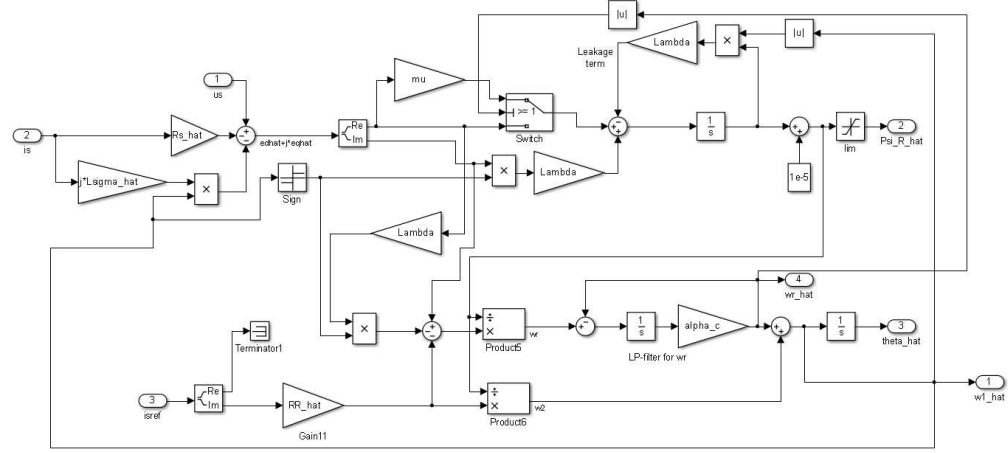 |u|
Lambda
×
|u|
Leakage
term
1
us
mu
Re
Im
>= 1
Switch
2
is
Rs_hat
edhat+j*eqhat
1
s
lim
2
Psi_R_hat
j*Lsigma_hat
×
Sign
×
Lambda
1e-5
Lambda
4
wr_hat
×
÷
×
Product5
wr
1
s
LP-filter for wr
alpha_c
1
s
3
theta_hat
Terminator1
3
isref
Re
Im
RR_hat
Gain11
÷
×
Product6
w2
1
w1_hat